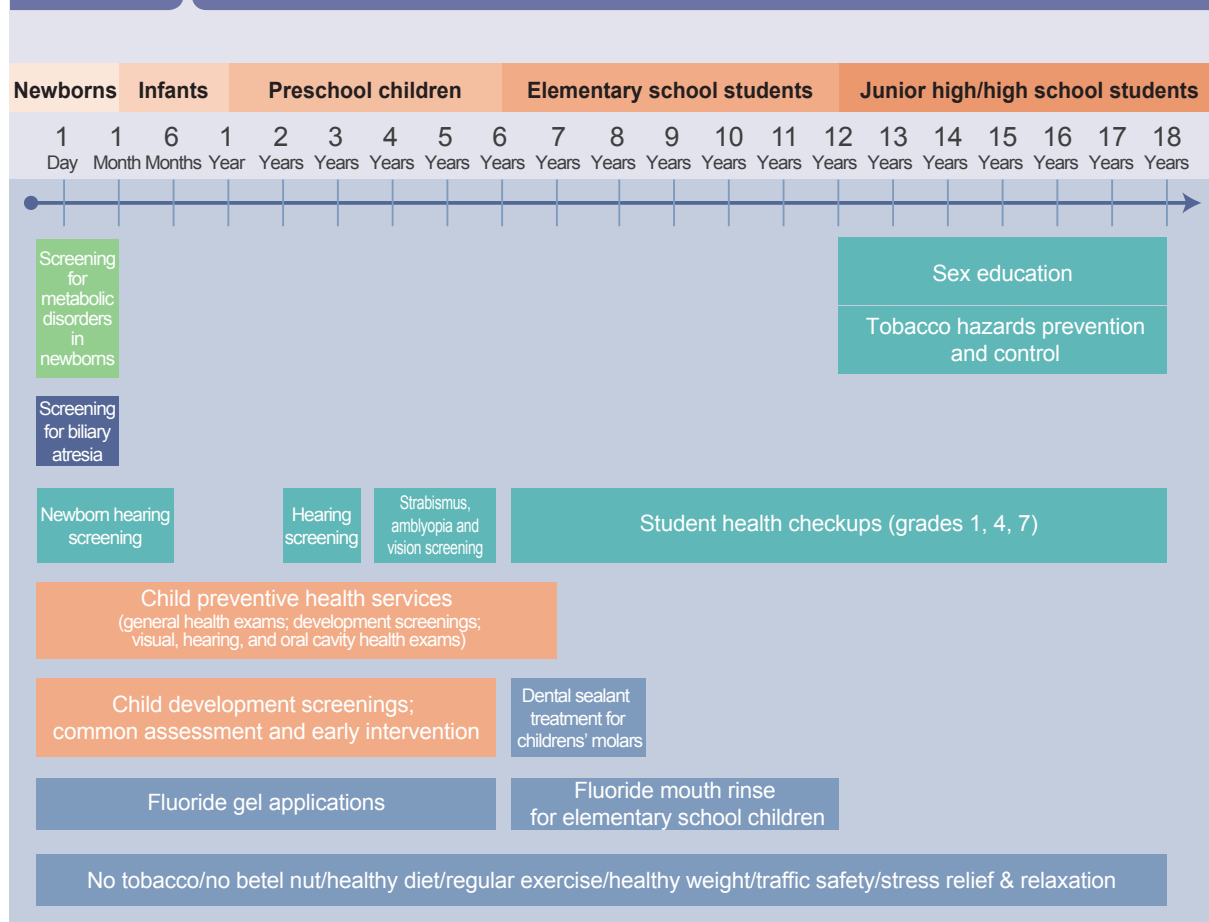 Newborns Infants Preschool children Elementary school students Junior high/high school students
1 1 6 1 2 3 4 5 6 7 8 9 10 11 12 13 14 15 16 17 18
Day Month Months Year Years Years Years Years Years Years Years Years Years Years Years Years Years Years Years Years Years
Screening
for
metabolic
disorders
in
newborns
Sex education
Tobacco hazards prevention
and control
Screening
for biliary
atresia
Newborn hearing
screening
Hearing
screening
Strabismus,
amblyopia and
vision screening
Student health checkups (grades 1, 4, 7)
Child preventive health services
(general health exams; development screenings;
visual, hearing, and oral cavity health exams)
Child development screenings;
common assessment and early intervention
Dental sealant
treatment for
childrens’ molars
Fluoride gel applications
Fluoride mouth rinse
for elementary school children
No tobacco/no betel nut/healthy diet/regular exercise/healthy weight/traffic safety/stress relief & relaxation